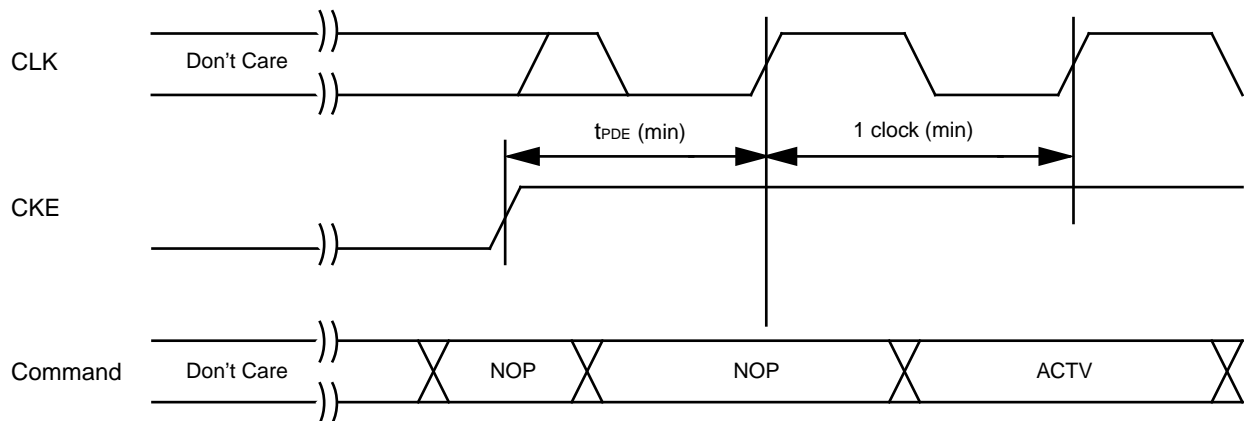 CLK
Don't Care
tPDE (min)
1 clock (min)
CKE
Command
Don't Care
NOP
NOP
ACTV